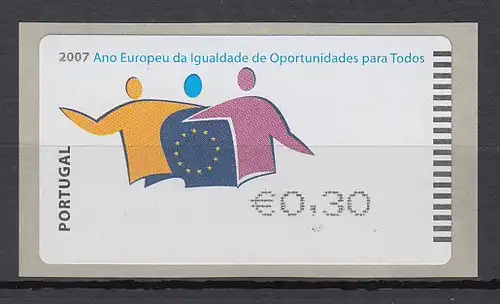 2007 Ano Europeu da Igualdade de Oportunidades para Todos
PORTUGAL
€0,30